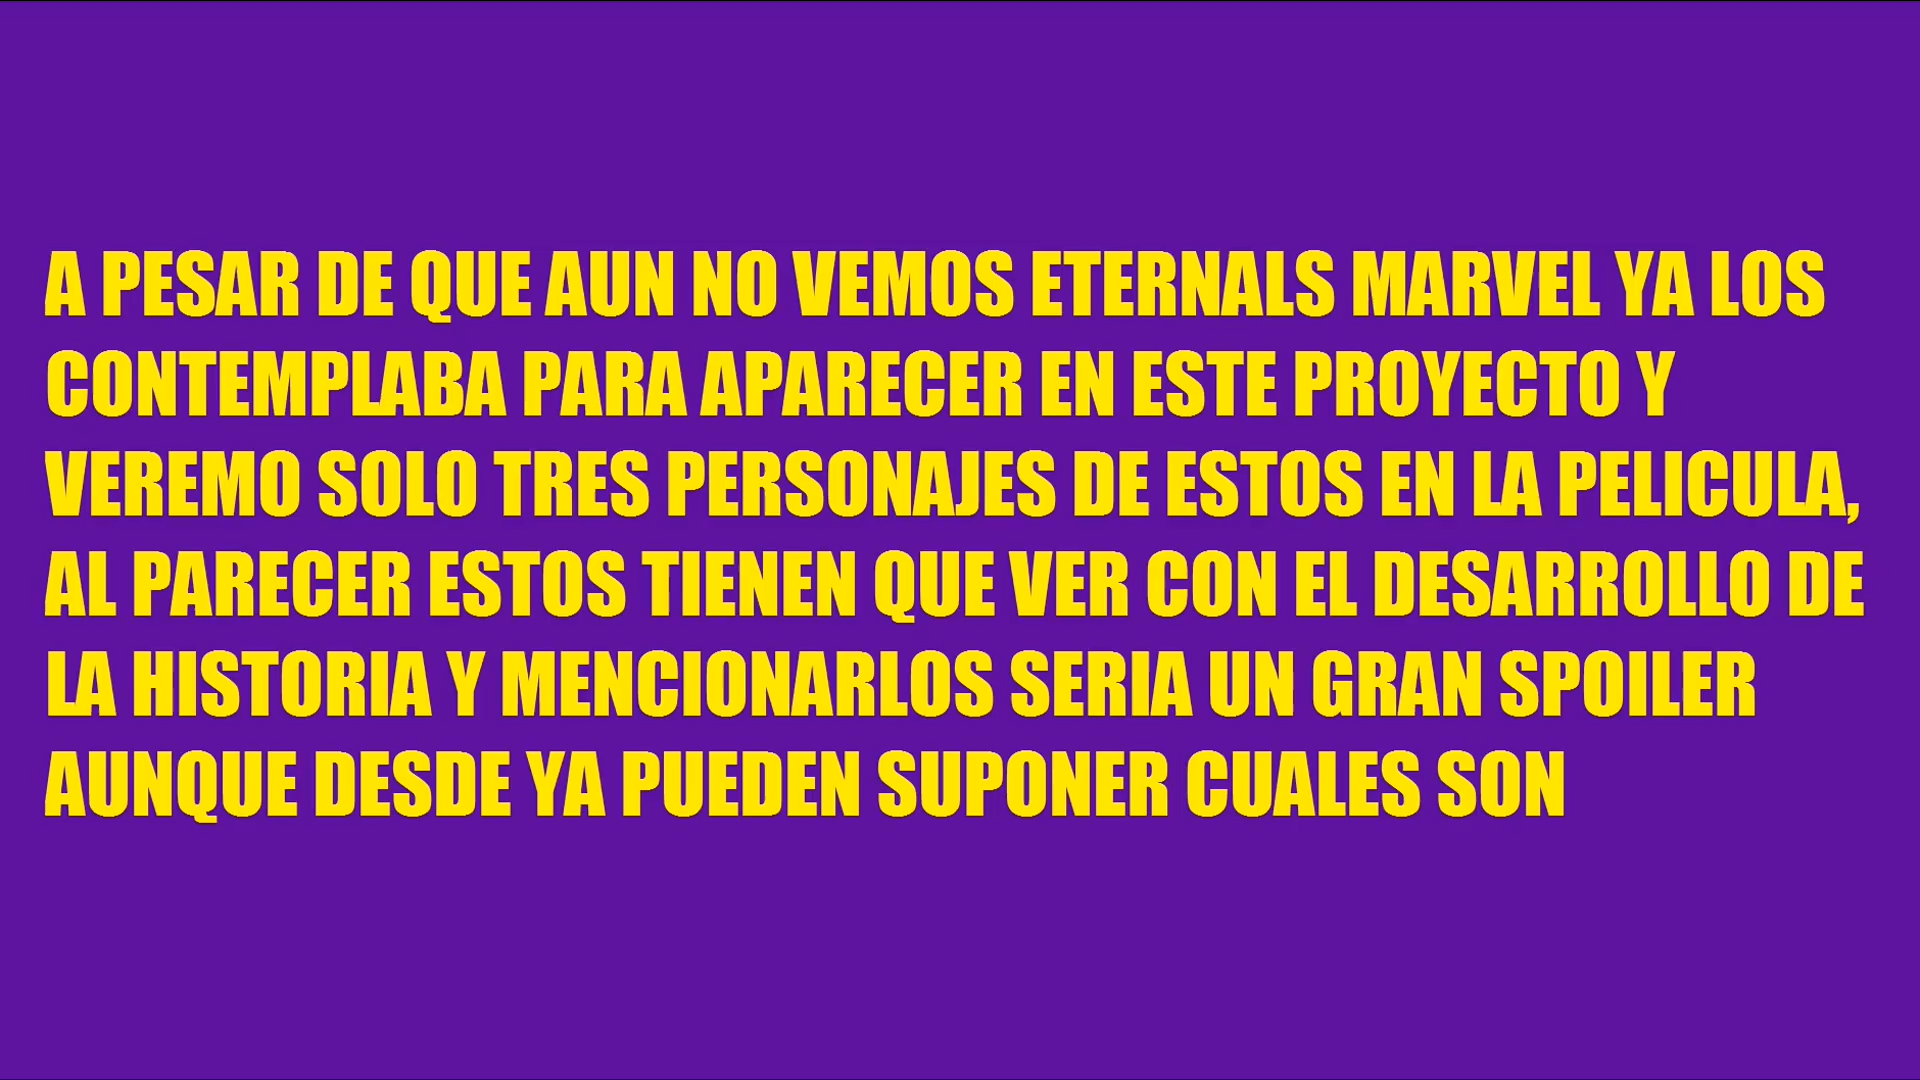 A PESAR DE QUE AUN NO VEMOS ETERNALS MARVEL YA LOS
CONTEMPLABA PARA APARECER EN ESTE PROYECTO Y
VEREMO SOLO TRES PERSONAJES DE ESTOS EN LA PELICULA,
AL PARECER ESTOS TIENEN QUE VER CON EL DESARROLLO DE
LA HISTORIA Y MENCIONARLOS SERIA UN GRAN SPOILER
AUNQUE DESDE YA PUEDEN SUPONER CUALES SON